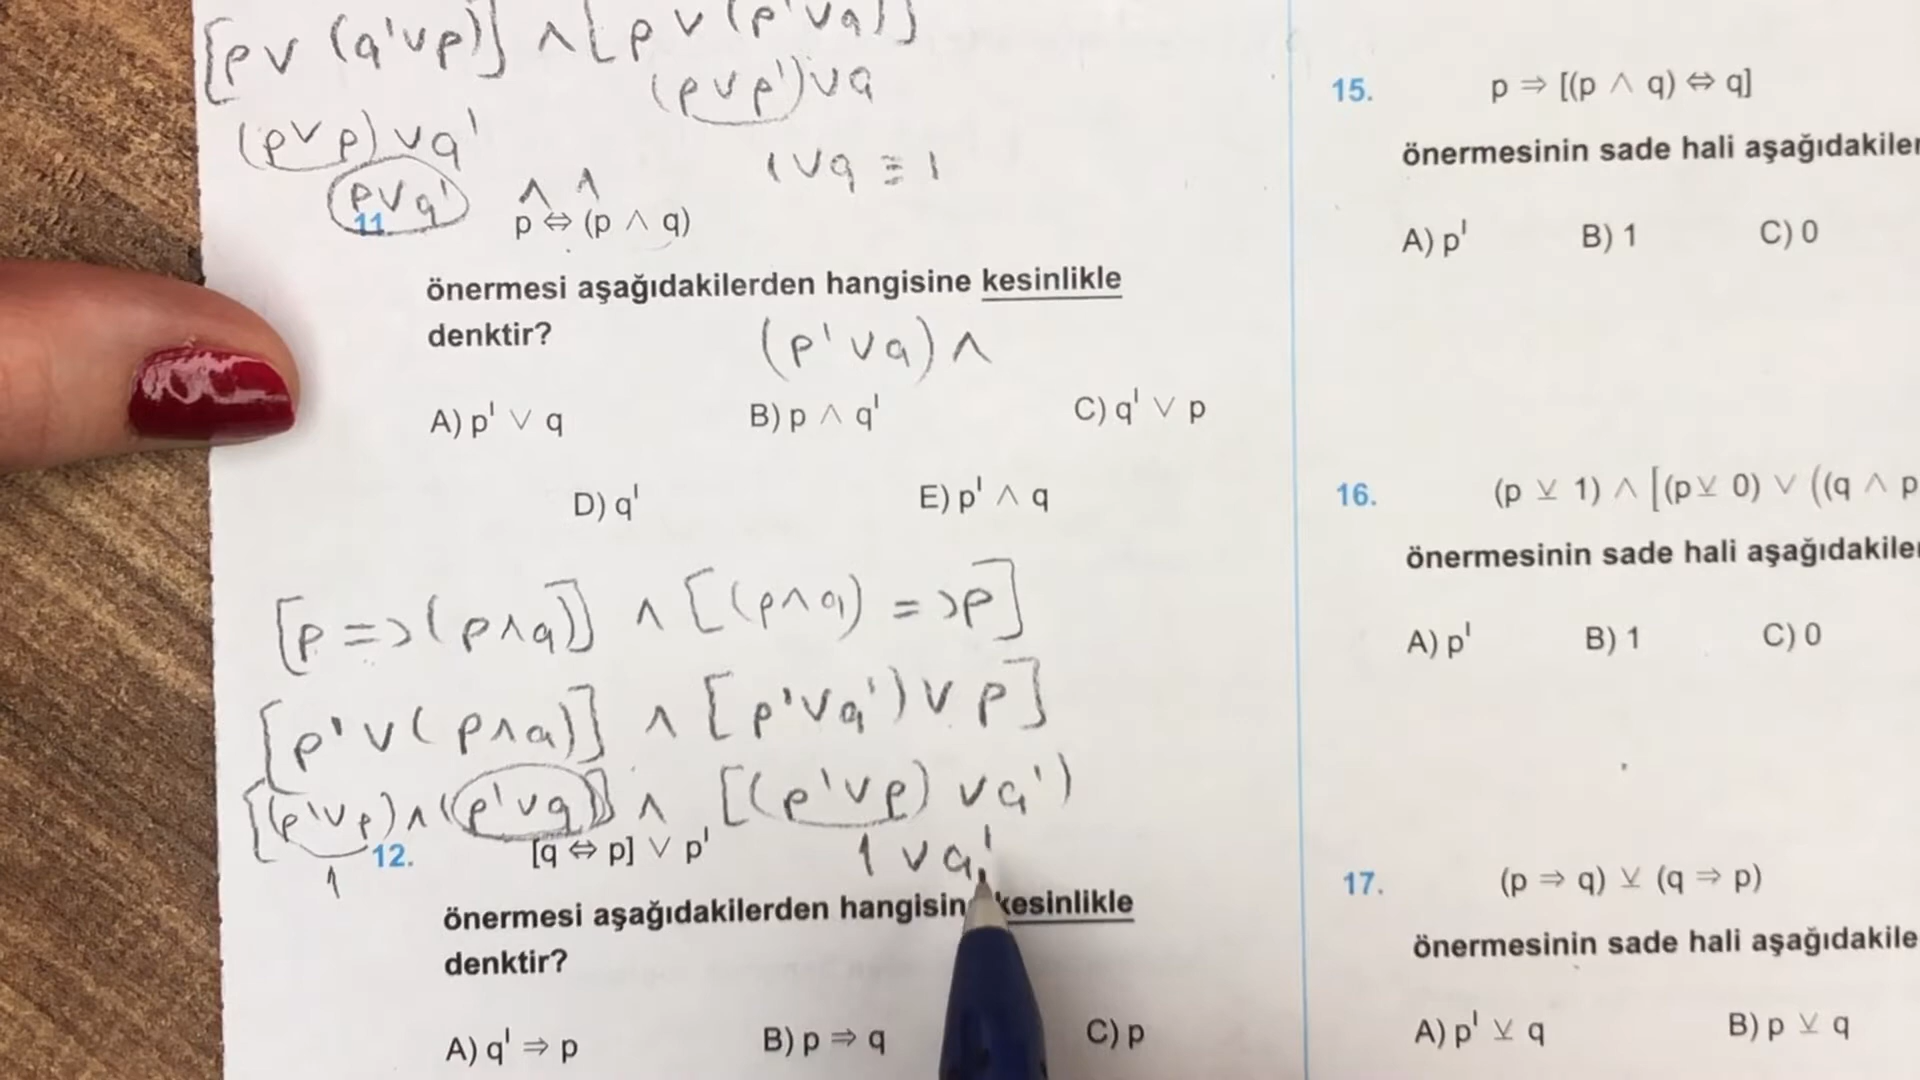 [p ∨ (q' ∨ p)] ∧ [p ∨ (p' ∨ q)]
(p ∨ p') ∨ q
(p ∨ p) ∨ q'
1 ∨ q ≡ 1
p ∨ q'
∧ ∧
11. p ⇔ (p ∧ q)
önermesi aşağıdakilerden hangisine kesinlikle
denktir?
(p' ∨ q) ∧
A) p' ∨ q B) p ∧ q' C) q' ∨ p
D) q' E) p' ∧ q
[p => (p ∧ q)] ∧ [(p ∧ q) => p]
[p' ∨ (p ∧ q)] ∧ [p' ∨ q') ∨ p]
[(p' ∨ p) ∧ (p' ∨ q)] ∧ [(p' ∨ p) ∨ q')
1
1 ∨ q'
12. [q ⇔ p] ∨ p'
önermesi aşağıdakilerden hangisin kesinlikle
denktir?
A) q' ⇒ p B) p ⇒ q C) p
15. p ⇒ [(p ∧ q) ⇔ q]
önermesinin sade hali aşağıdakiler
A) p' B) 1 C) 0
16. (p ⊻ 1) ∧ [(p ⊻ 0) ∨ ((q ∧ p
önermesinin sade hali aşağıdakiler
A) p' B) 1 C) 0
17. (p ⇒ q) ⊻ (q ⇒ p)
önermesinin sade hali aşağıdakile
A) p' ⊻ q B) p ⊻ q